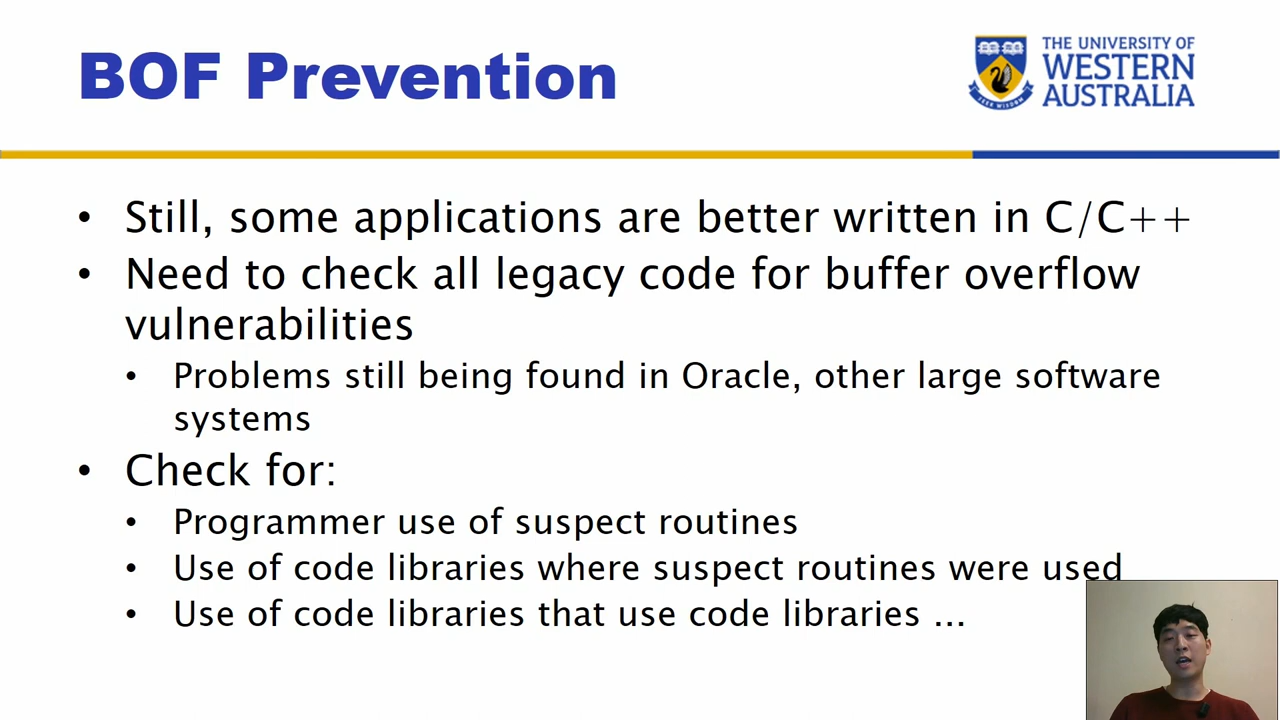 BOF Prevention
THE UNIVERSITY OF
WESTERN
AUSTRALIA
SEEK WISDOM
• Still, some applications are better written in C/C++
• Need to check all legacy code for buffer overflow
vulnerabilities
• Problems still being found in Oracle, other large software
systems
• Check for:
• Programmer use of suspect routines
• Use of code libraries where suspect routines were used
• Use of code libraries that use code libraries ...